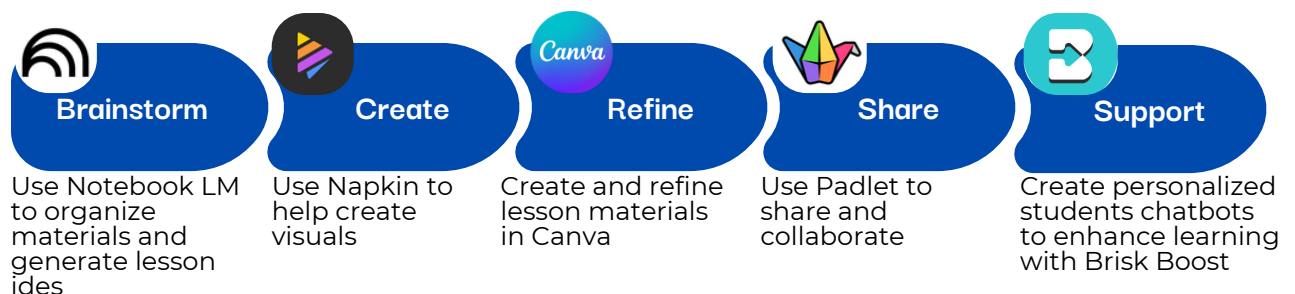 Canva
Brainstorm
Create
Refine
Share
Support
Use Notebook LM
to organize
materials and
generate lesson
ides
Use Napkin to
help create
visuals
Create and refine
lesson materials
in Canva
Use Padlet to
share and
collaborate
Create personalized
students chatbots
to enhance learning
with Brisk Boost